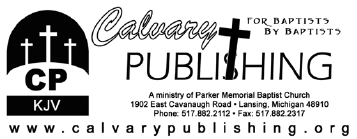 Calvary
FOR BAPTISTS
BY BAPTISTS
PUBLISHING
CP
KJV
A ministry of Parker Memorial Baptist Church
1902 East Cavanaugh Road • Lansing, Michigan 48910
Phone: 517.882.2112 • Fax: 517.882.2317
www.calvarypublishing.org